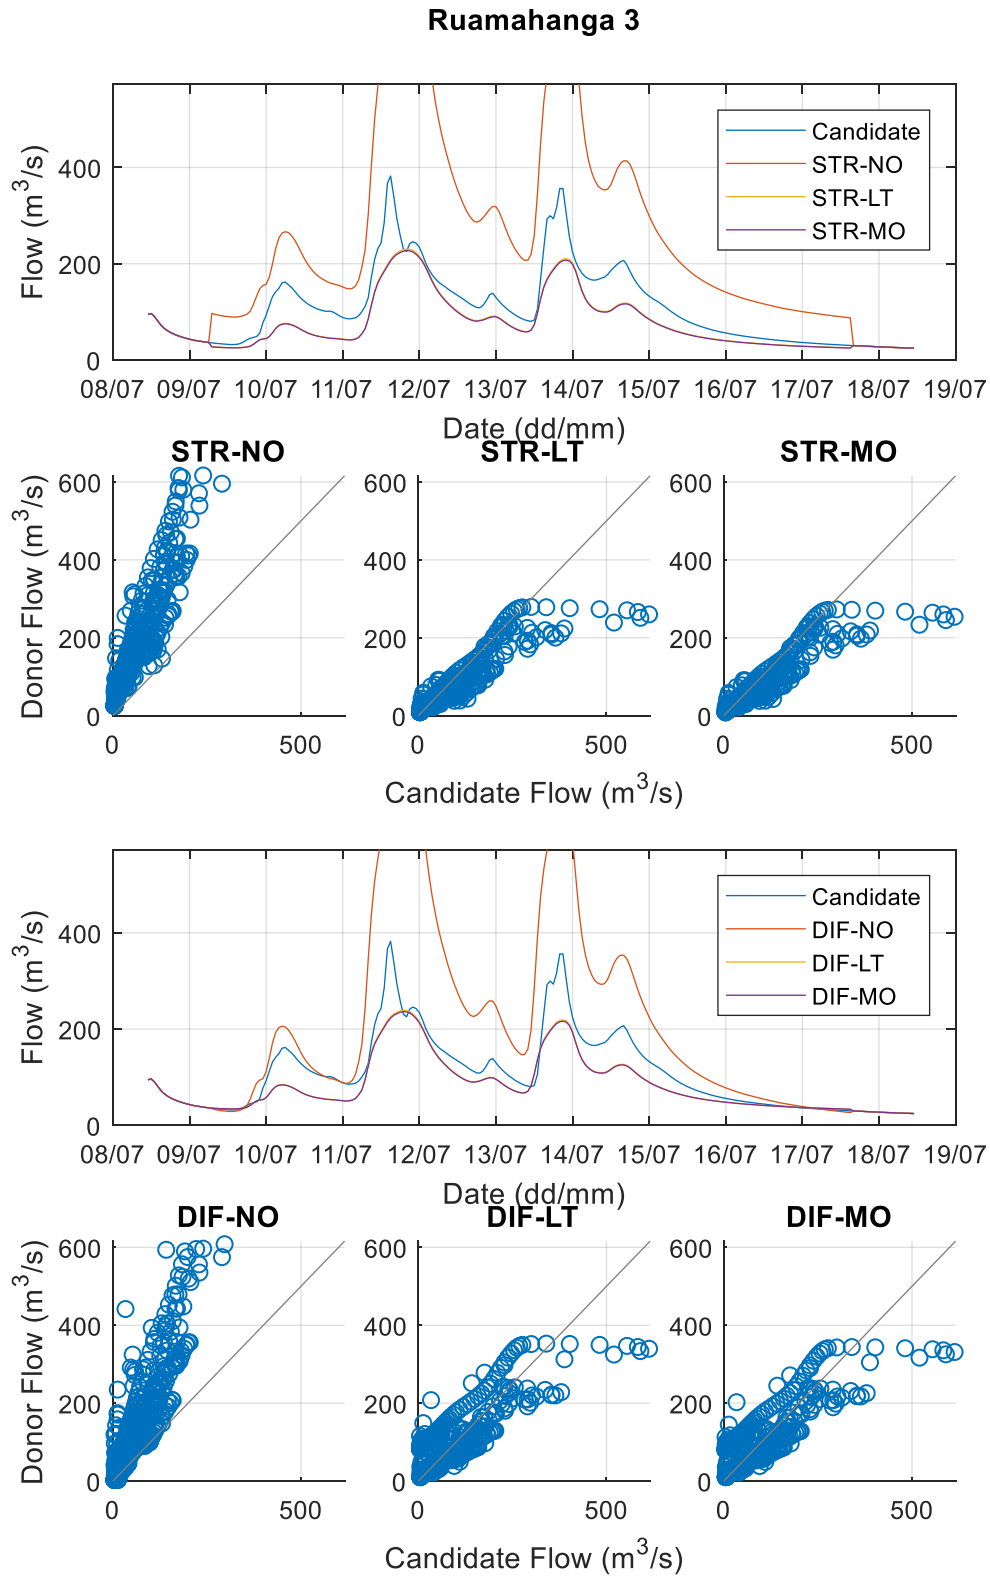 Ruamahanga 3
Flow (m3/s)
400
200
0
Candidate
STR-NO
STR-LT
STR-MO
08/07 09/07 10/07 11/07 12/07 13/07 14/07 15/07 16/07 17/07 18/07 19/07
Date (dd/mm)
STR-NO STR-LT STR-MO
Donor Flow (m3/s)
600 600 600
400 400 400
200 200 200
0 0 0
0 500 0 500 0 500
Candidate Flow (m3/s)
Flow (m3/s)
400
200
0
Candidate
DIF-NO
DIF-LT
DIF-MO
08/07 09/07 10/07 11/07 12/07 13/07 14/07 15/07 16/07 17/07 18/07 19/07
Date (dd/mm)
DIF-NO DIF-LT DIF-MO
Donor Flow (m3/s)
600 600 600
400 400 400
200 200 200
0 0 0
0 500 0 500 0 500
Candidate Flow (m3/s)